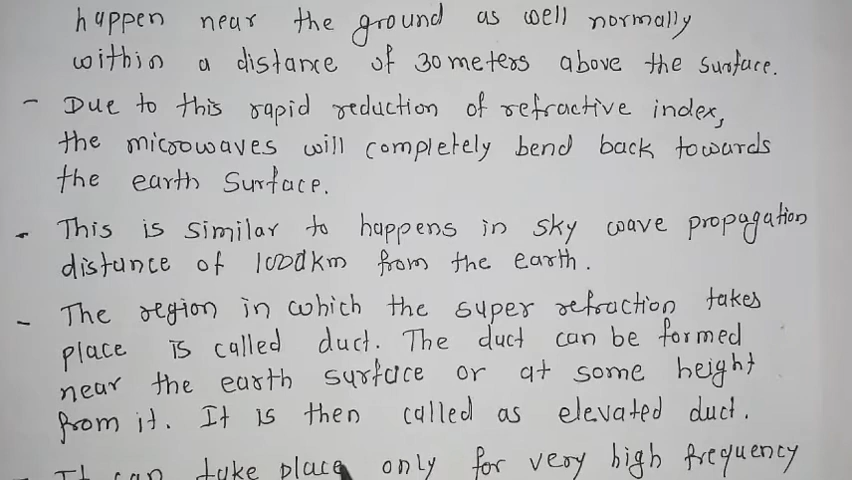 happen near the ground as well normally
within a distance of 30 meters above the surface.
- Due to this rapid reduction of refractive index,
the microwaves will completely bend back towards
the earth Surface.
- This is similar to happens in sky wave propagation
distance of 1000km from the earth.
- The region in which the super refraction takes
place is called duct. The duct can be formed
near the earth surface or at some height
from it. It is then called as elevated duct.
- It can take place only for very high frequency